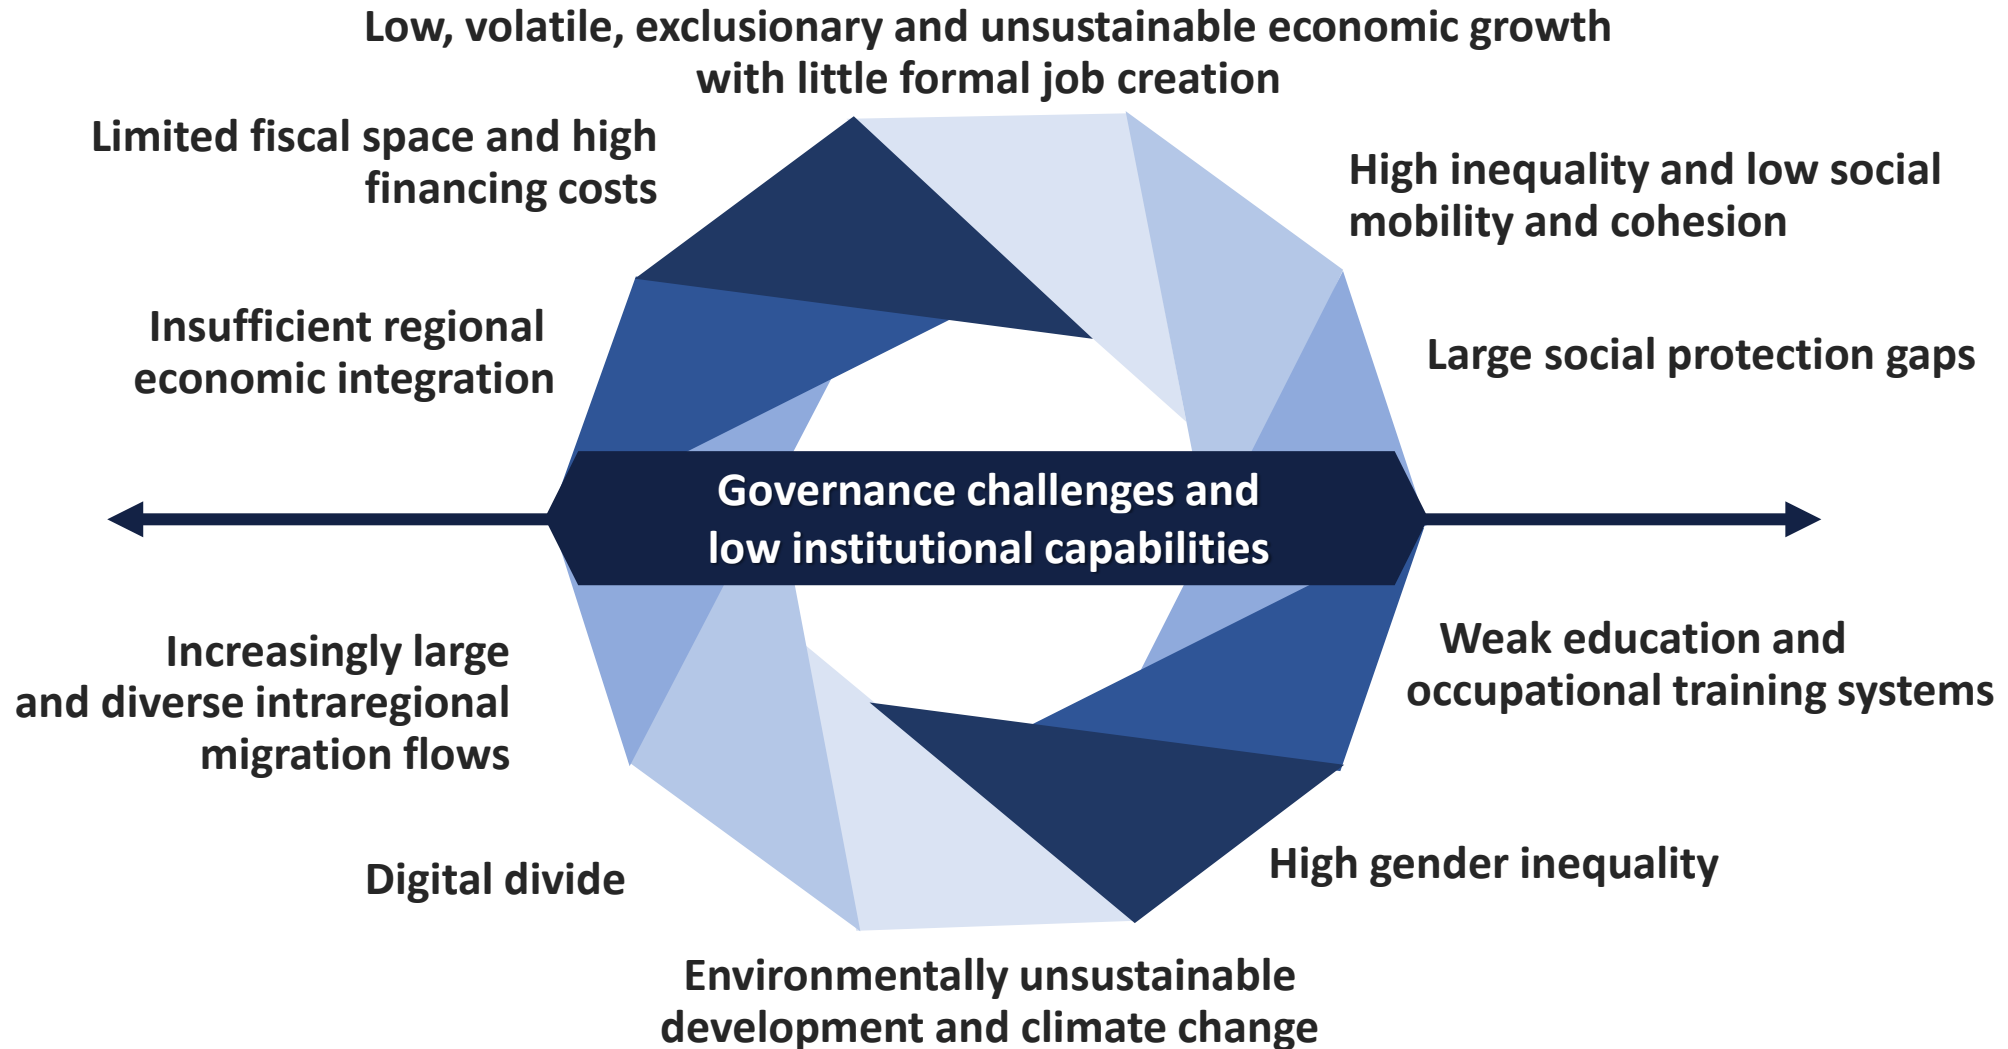 Low, volatile, exclusionary and unsustainable economic growth
with little formal job creation
Limited fiscal space and high
financing costs
High inequality and low social
mobility and cohesion
Insufficient regional
economic integration
Large social protection gaps
Governance challenges and
low institutional capabilities
Increasingly large
and diverse intraregional
migration flows
Weak education and
occupational training systems
Digital divide
High gender inequality
Environmentally unsustainable
development and climate change